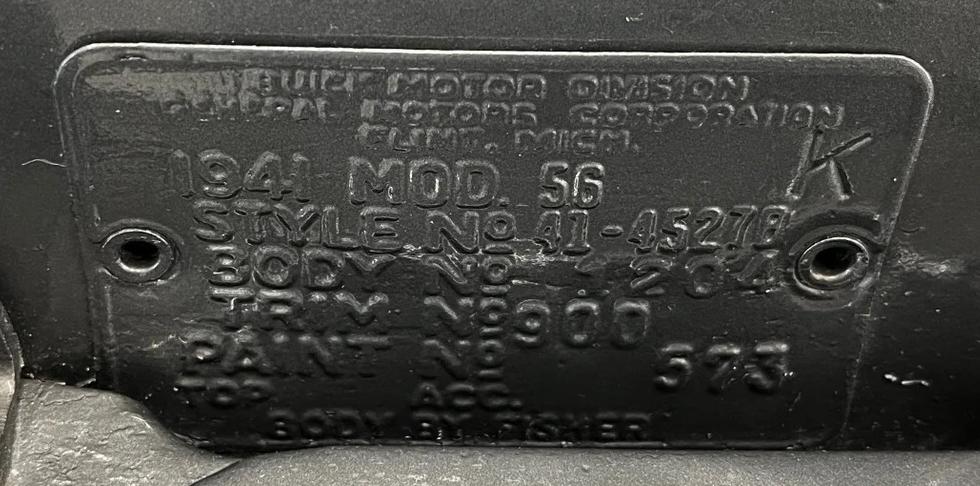 BUICK MOTOR DIVISION
GENERAL MOTORS CORPORATION
FLINT, MICH.
K
1941 MOD. 56
STYLE No 41-4527B
BODY No 1204
TRIM No 900
PAINT No 573
TOP ACC.
BODY BY FISHER